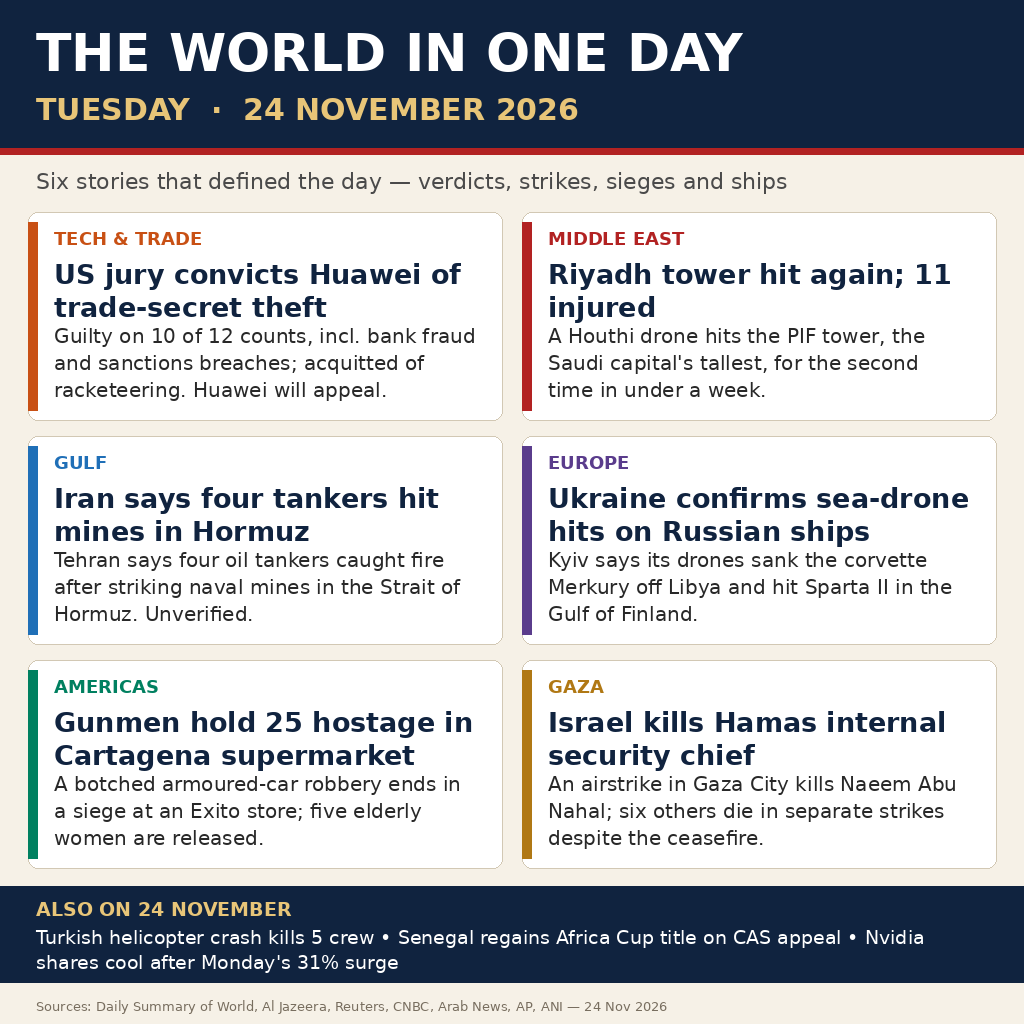 THE WORLD IN ONE DAY
TUESDAY · 24 NOVEMBER 2026
Six stories that defined the day — verdicts, strikes, sieges and ships
TECH & TRADE
US jury convicts Huawei of
trade-secret theft
Guilty on 10 of 12 counts, incl. bank fraud
and sanctions breaches; acquitted of
racketeering. Huawei will appeal.
MIDDLE EAST
Riyadh tower hit again; 11
injured
A Houthi drone hits the PIF tower, the
Saudi capital's tallest, for the second
time in under a week.
GULF
Iran says four tankers hit
mines in Hormuz
Tehran says four oil tankers caught fire
after striking naval mines in the Strait of
Hormuz. Unverified.
EUROPE
Ukraine confirms sea-drone
hits on Russian ships
Kyiv says its drones sank the corvette
Merkury off Libya and hit Sparta II in the
Gulf of Finland.
AMERICAS
Gunmen hold 25 hostage in
Cartagena supermarket
A botched armoured-car robbery ends in
a siege at an Exito store; five elderly
women are released.
GAZA
Israel kills Hamas internal
security chief
An airstrike in Gaza City kills Naeem Abu
Nahal; six others die in separate strikes
despite the ceasefire.
ALSO ON 24 NOVEMBER
Turkish helicopter crash kills 5 crew • Senegal regains Africa Cup title on CAS appeal • Nvidia
shares cool after Monday's 31% surge
Sources: Daily Summary of World, Al Jazeera, Reuters, CNBC, Arab News, AP, ANI — 24 Nov 2026